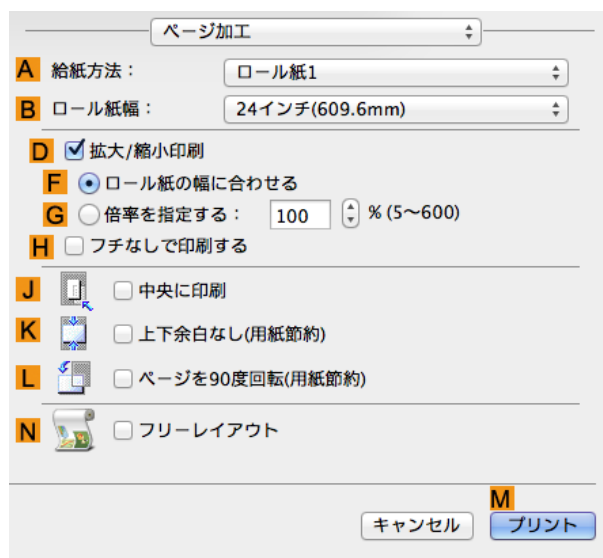 ページ加工
A 給紙方法： ロール紙1
B ロール紙幅： 24インチ(609.6mm)
D 拡大/縮小印刷
F ロール紙の幅に合わせる
G 倍率を指定する： 100 % (5～600)
H フチなしで印刷する
J 中央に印刷
K 上下余白なし(用紙節約)
L ページを90度回転(用紙節約)
N フリーレイアウト
M
キャンセル プリント